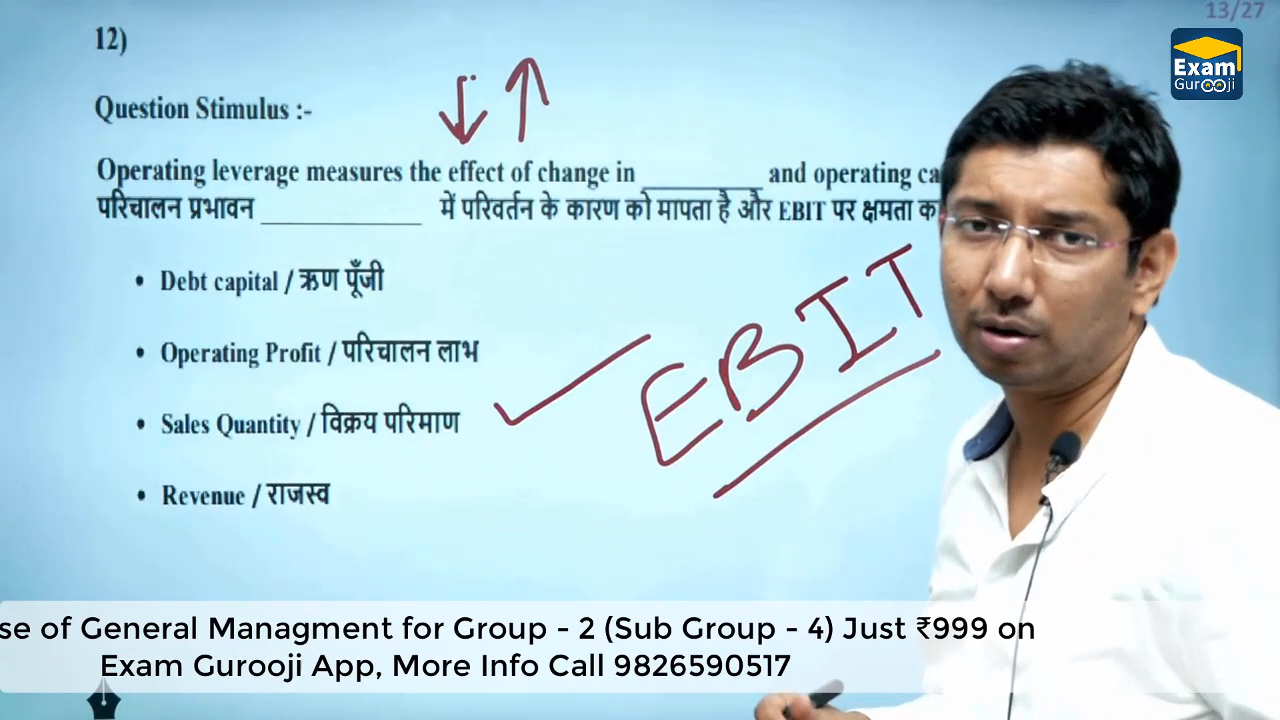 13/27
Exam
Gurooji
12)
Question Stimulus :-
Operating leverage measures the effect of change in __________ and operating ca
परिचालन प्रभावन _____________ में परिवर्तन के कारण को मापता है और EBIT पर क्षमता क
• Debt capital / ऋण पूँजी
• Operating Profit / परिचालन लाभ
• Sales Quantity / विक्रय परिमाण
• Revenue / राजस्व
EBIT
se of General Managment for Group - 2 (Sub Group - 4) Just ₹999 on
Exam Gurooji App, More Info Call 9826590517